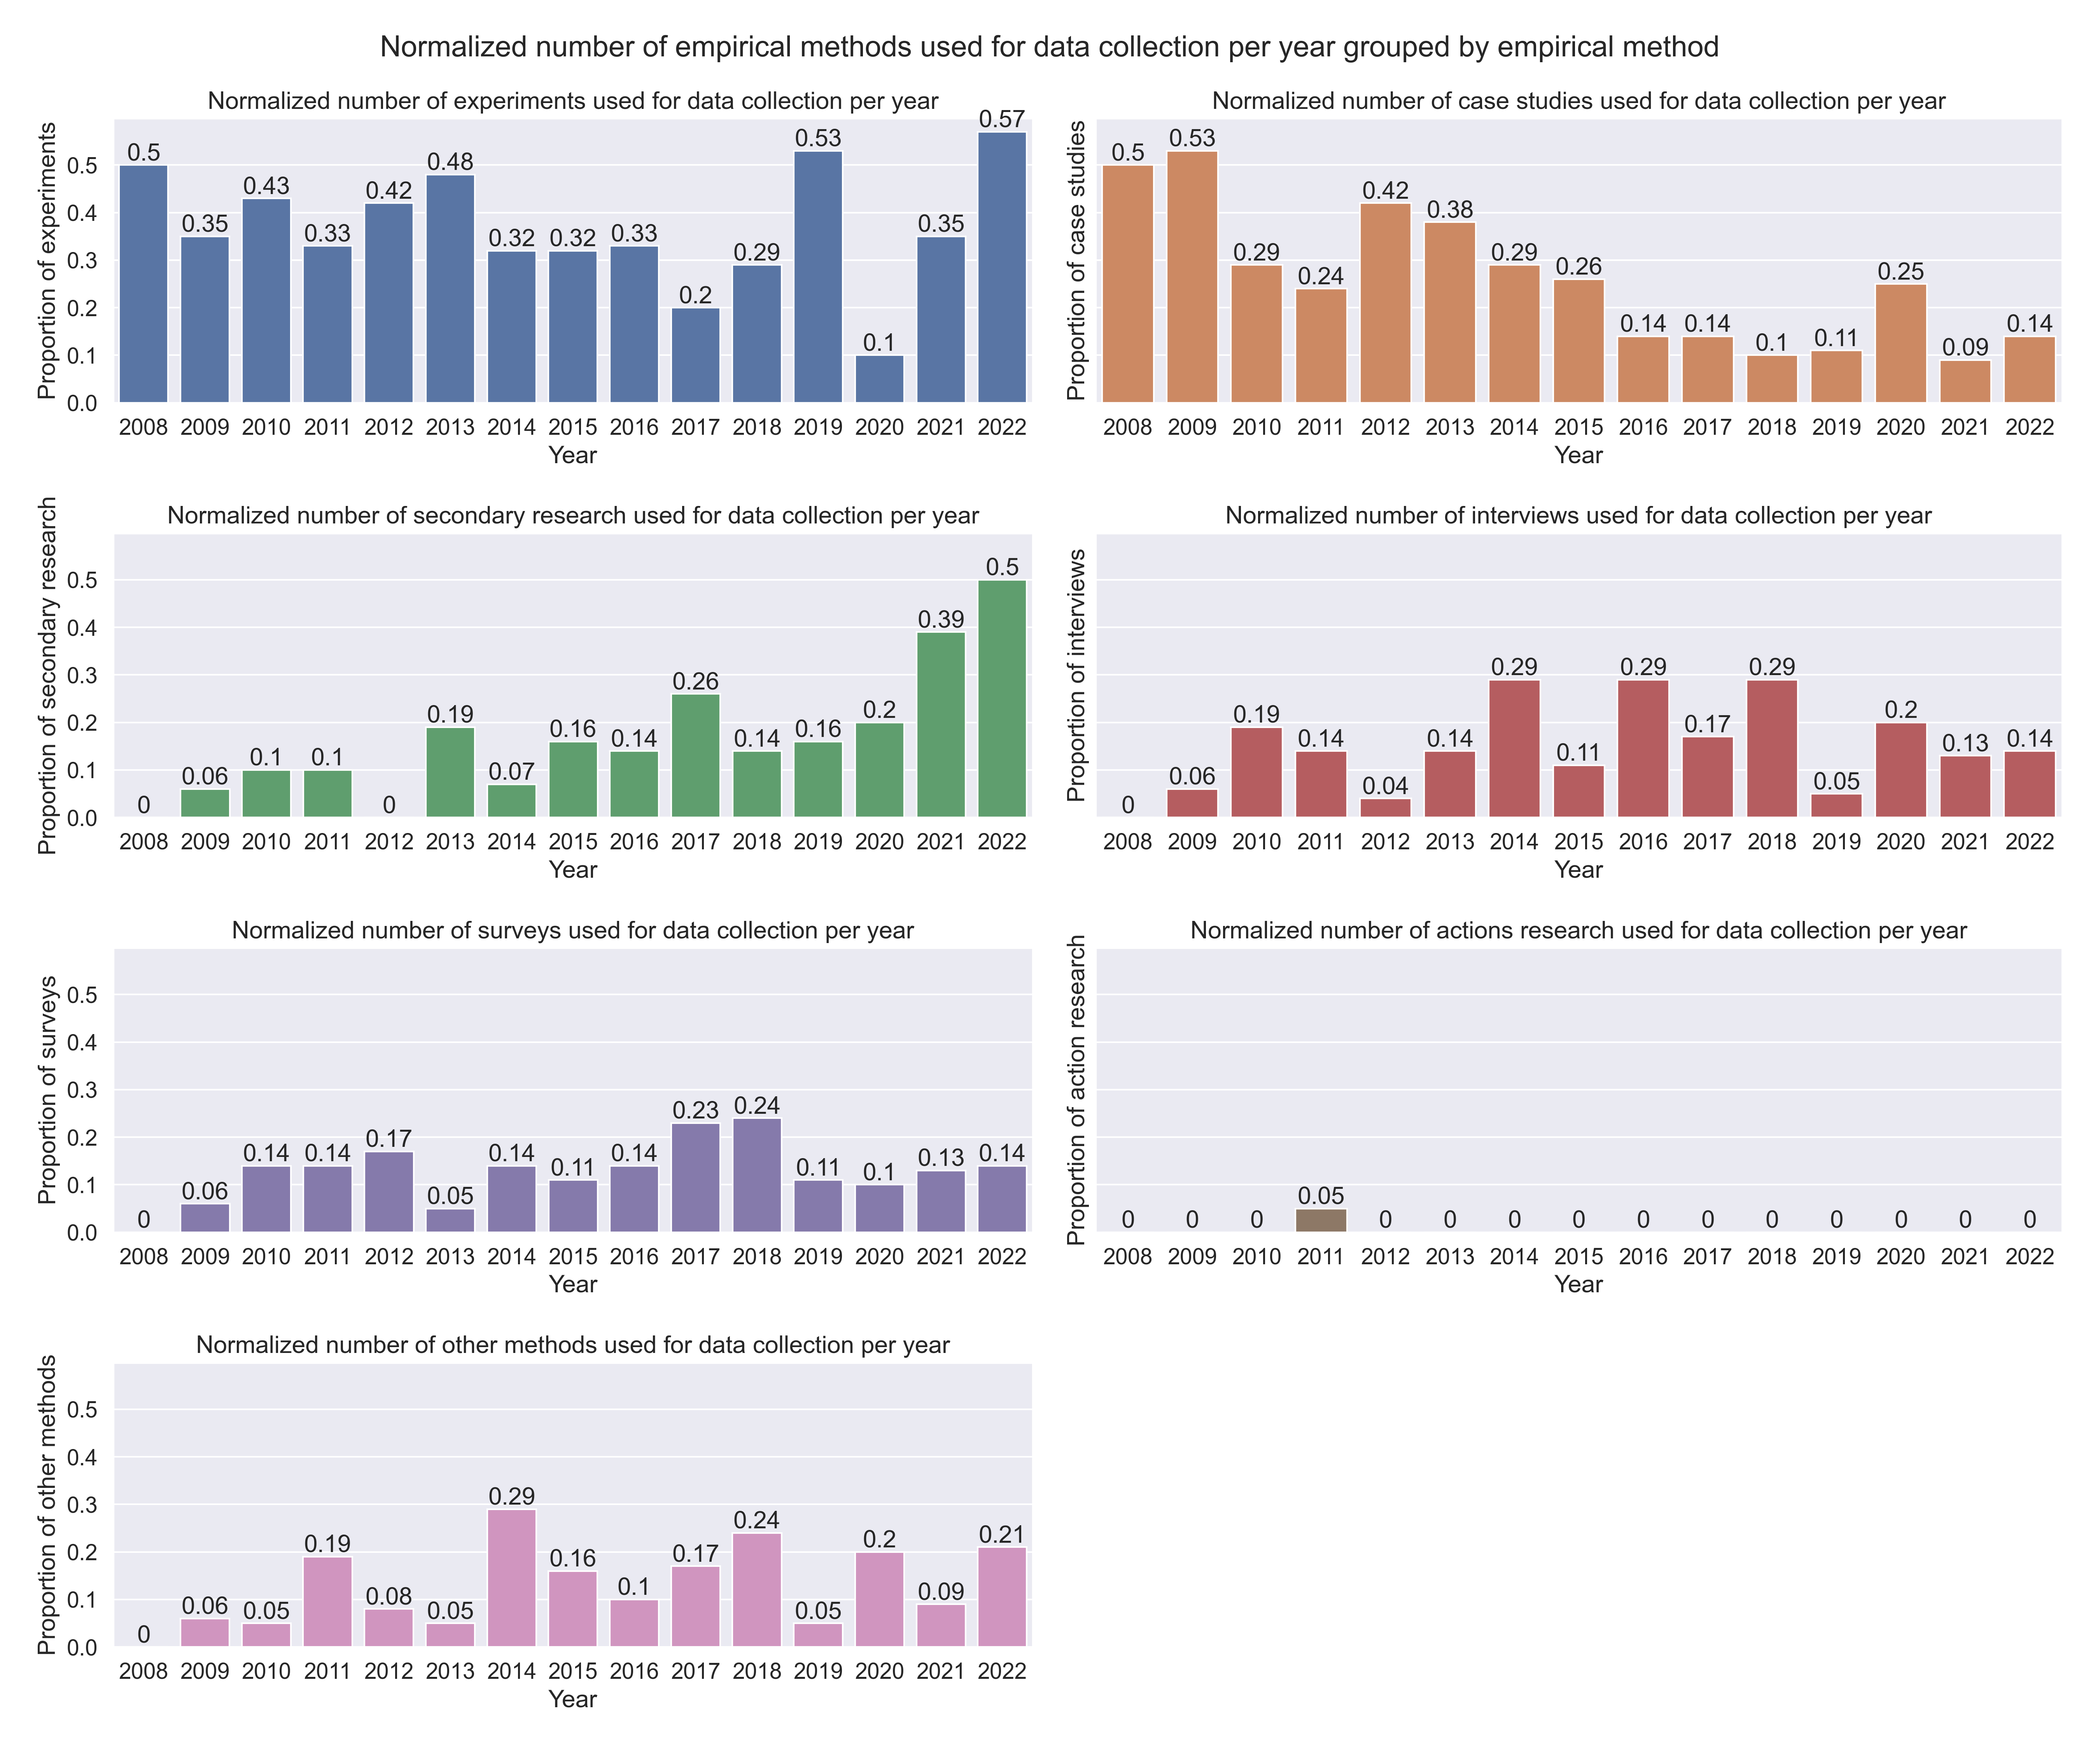 Normalized number of empirical methods used for data collection per year grouped by empirical method
Normalized number of experiments used for data collection per year
Proportion of experiments
0.5
0.4
0.3
0.2
0.1
0.0
0.5 0.35 0.43 0.33 0.42 0.48 0.32 0.32 0.33 0.2 0.29 0.53 0.1 0.35 0.57
2008 2009 2010 2011 2012 2013 2014 2015 2016 2017 2018 2019 2020 2021 2022
Year
Normalized number of case studies used for data collection per year
Proportion of case studies
0.5 0.53 0.29 0.24 0.42 0.38 0.29 0.26 0.14 0.14 0.1 0.11 0.25 0.09 0.14
2008 2009 2010 2011 2012 2013 2014 2015 2016 2017 2018 2019 2020 2021 2022
Year
Normalized number of secondary research used for data collection per year
Proportion of secondary research
0.5
0.4
0.3
0.2
0.1
0.0
0 0.06 0.1 0.1 0 0.19 0.07 0.16 0.14 0.26 0.14 0.16 0.2 0.39 0.5
2008 2009 2010 2011 2012 2013 2014 2015 2016 2017 2018 2019 2020 2021 2022
Year
Normalized number of interviews used for data collection per year
Proportion of interviews
0 0.06 0.19 0.14 0.04 0.14 0.29 0.11 0.29 0.17 0.29 0.05 0.2 0.13 0.14
2008 2009 2010 2011 2012 2013 2014 2015 2016 2017 2018 2019 2020 2021 2022
Year
Normalized number of surveys used for data collection per year
Proportion of surveys
0.5
0.4
0.3
0.2
0.1
0.0
0 0.06 0.14 0.14 0.17 0.05 0.14 0.11 0.14 0.23 0.24 0.11 0.1 0.13 0.14
2008 2009 2010 2011 2012 2013 2014 2015 2016 2017 2018 2019 2020 2021 2022
Year
Normalized number of actions research used for data collection per year
Proportion of action research
0 0 0 0.05 0 0 0 0 0 0 0 0 0 0 0
2008 2009 2010 2011 2012 2013 2014 2015 2016 2017 2018 2019 2020 2021 2022
Year
Normalized number of other methods used for data collection per year
Proportion of other methods
0.5
0.4
0.3
0.2
0.1
0.0
0 0.06 0.05 0.19 0.08 0.05 0.29 0.16 0.1 0.17 0.24 0.05 0.2 0.09 0.21
2008 2009 2010 2011 2012 2013 2014 2015 2016 2017 2018 2019 2020 2021 2022
Year